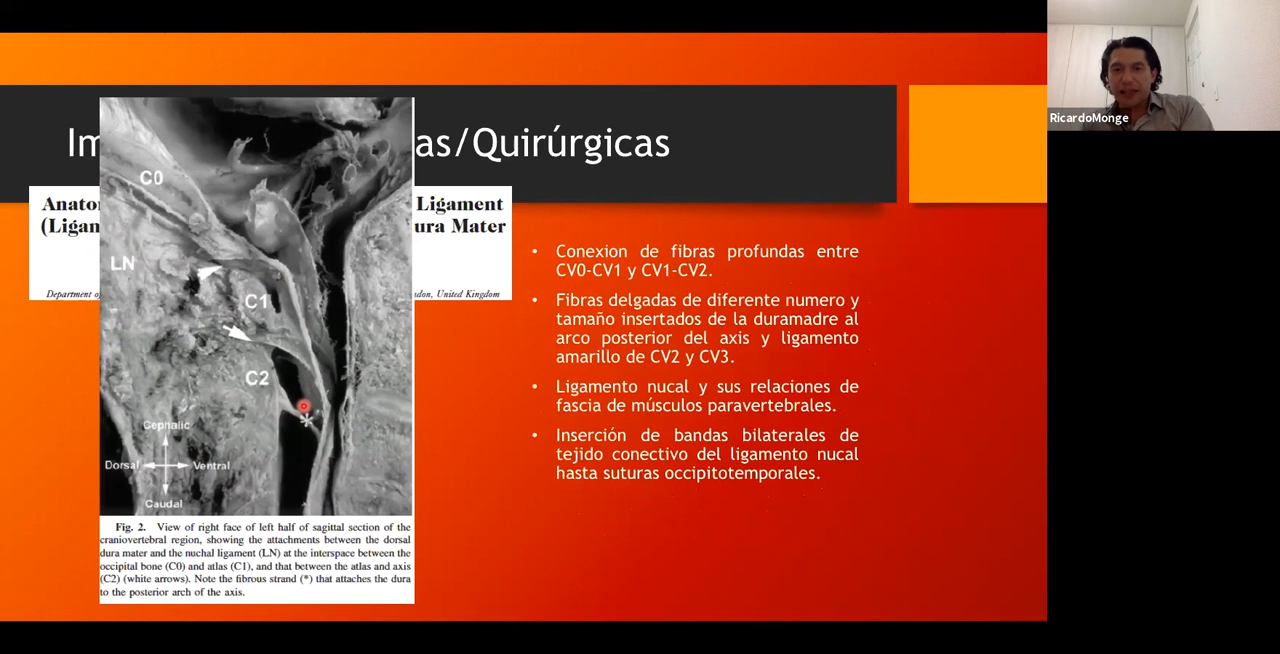 as/Quirúrgicas
Ligament
(Ligan
ura Mater
Department of
don, United Kingdom
C0
LN
C1
C2
*
Cephalic
Dorsal
Ventral
Caudal
Fig. 2. View of right face of left half of sagittal section of the
craniovertebral region, showing the attachments between the dorsal
dura mater and the nuchal ligament (LN) at the interspace between the
occipital bone (C0) and atlas (C1), and that between the atlas and axis
(C2) (white arrows). Note the fibrous strand (*) that attaches the dura
to the posterior arch of the axis.
• Conexion de fibras profundas entre
CV0-CV1 y CV1-CV2.
• Fibras delgadas de diferente numero y
tamaño insertados de la duramadre al
arco posterior del axis y ligamento
amarillo de CV2 y CV3.
• Ligamento nucal y sus relaciones de
fascia de músculos paravertebrales.
• Inserción de bandas bilaterales de
tejido conectivo del ligamento nucal
hasta suturas occipitotemporales.
RicardoMonge